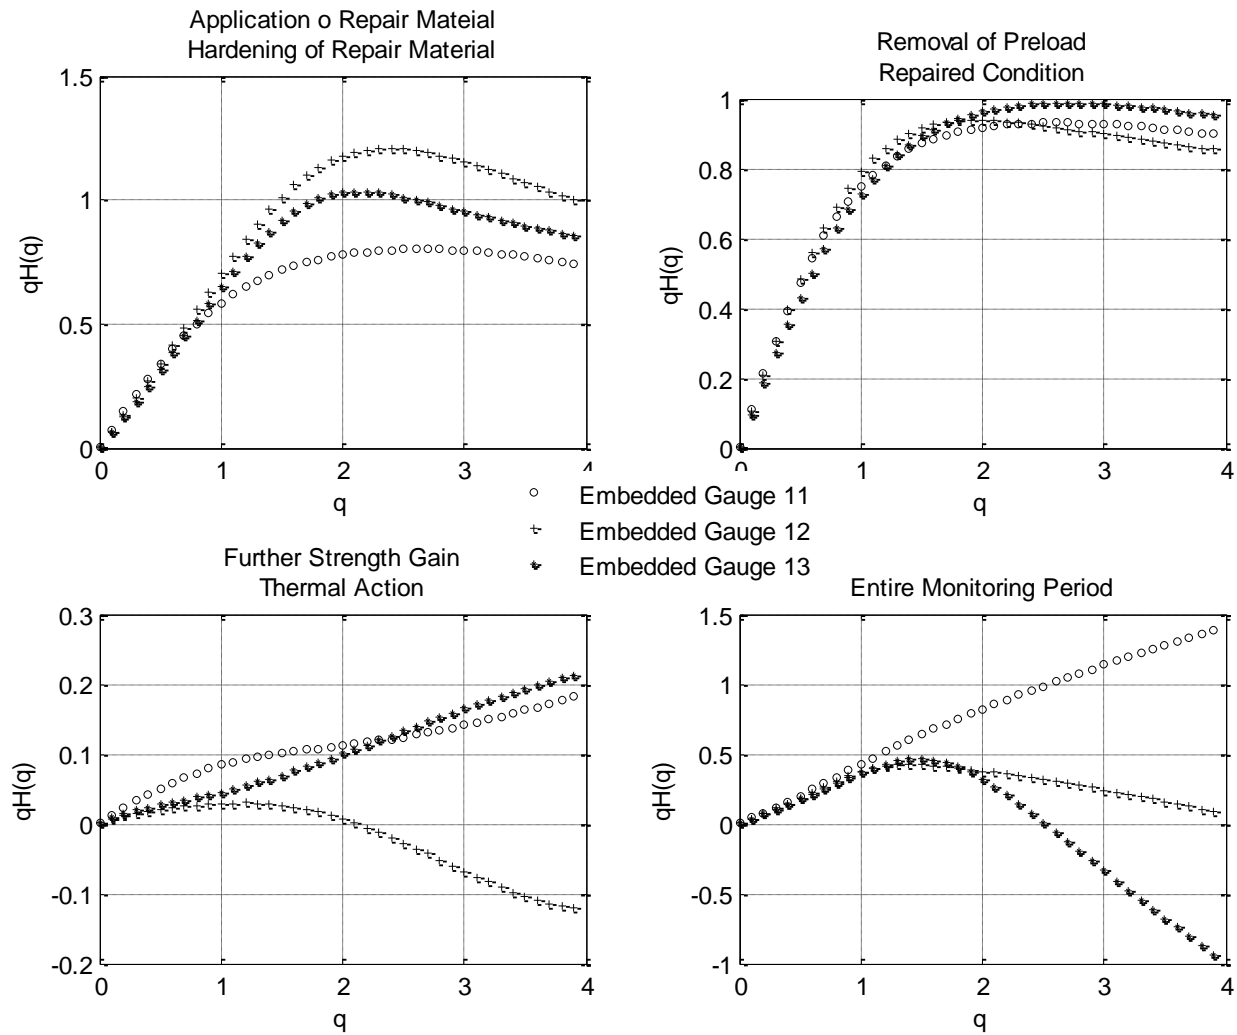 Application o Repair Mateial
Hardening of Repair Material
1.5
1
0.5
0
qH(q)
0 1 2 3 4
q
Removal of Preload
Repaired Condition
1
0.8
0.6
0.4
0.2
0
qH(q)
0 1 2 3 4
q
Embedded Gauge 11
Embedded Gauge 12
Embedded Gauge 13
Further Strength Gain
Thermal Action
0.3
0.2
0.1
0
-0.1
-0.2
qH(q)
0 1 2 3 4
q
Entire Monitoring Period
1.5
1
0.5
0
-0.5
-1
qH(q)
0 1 2 3 4
q